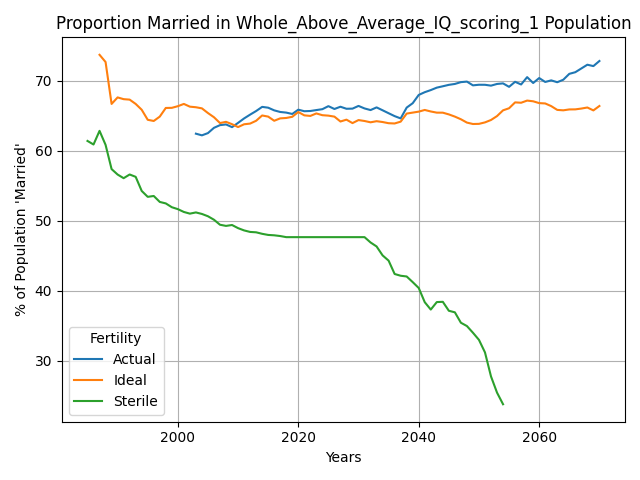 Proportion Married in Whole_Above_Average_IQ_scoring_1 Population
% of Population 'Married'
70
60
50
40
30
Fertility
Actual
Ideal
Sterile
2000 2020 2040 2060
Years